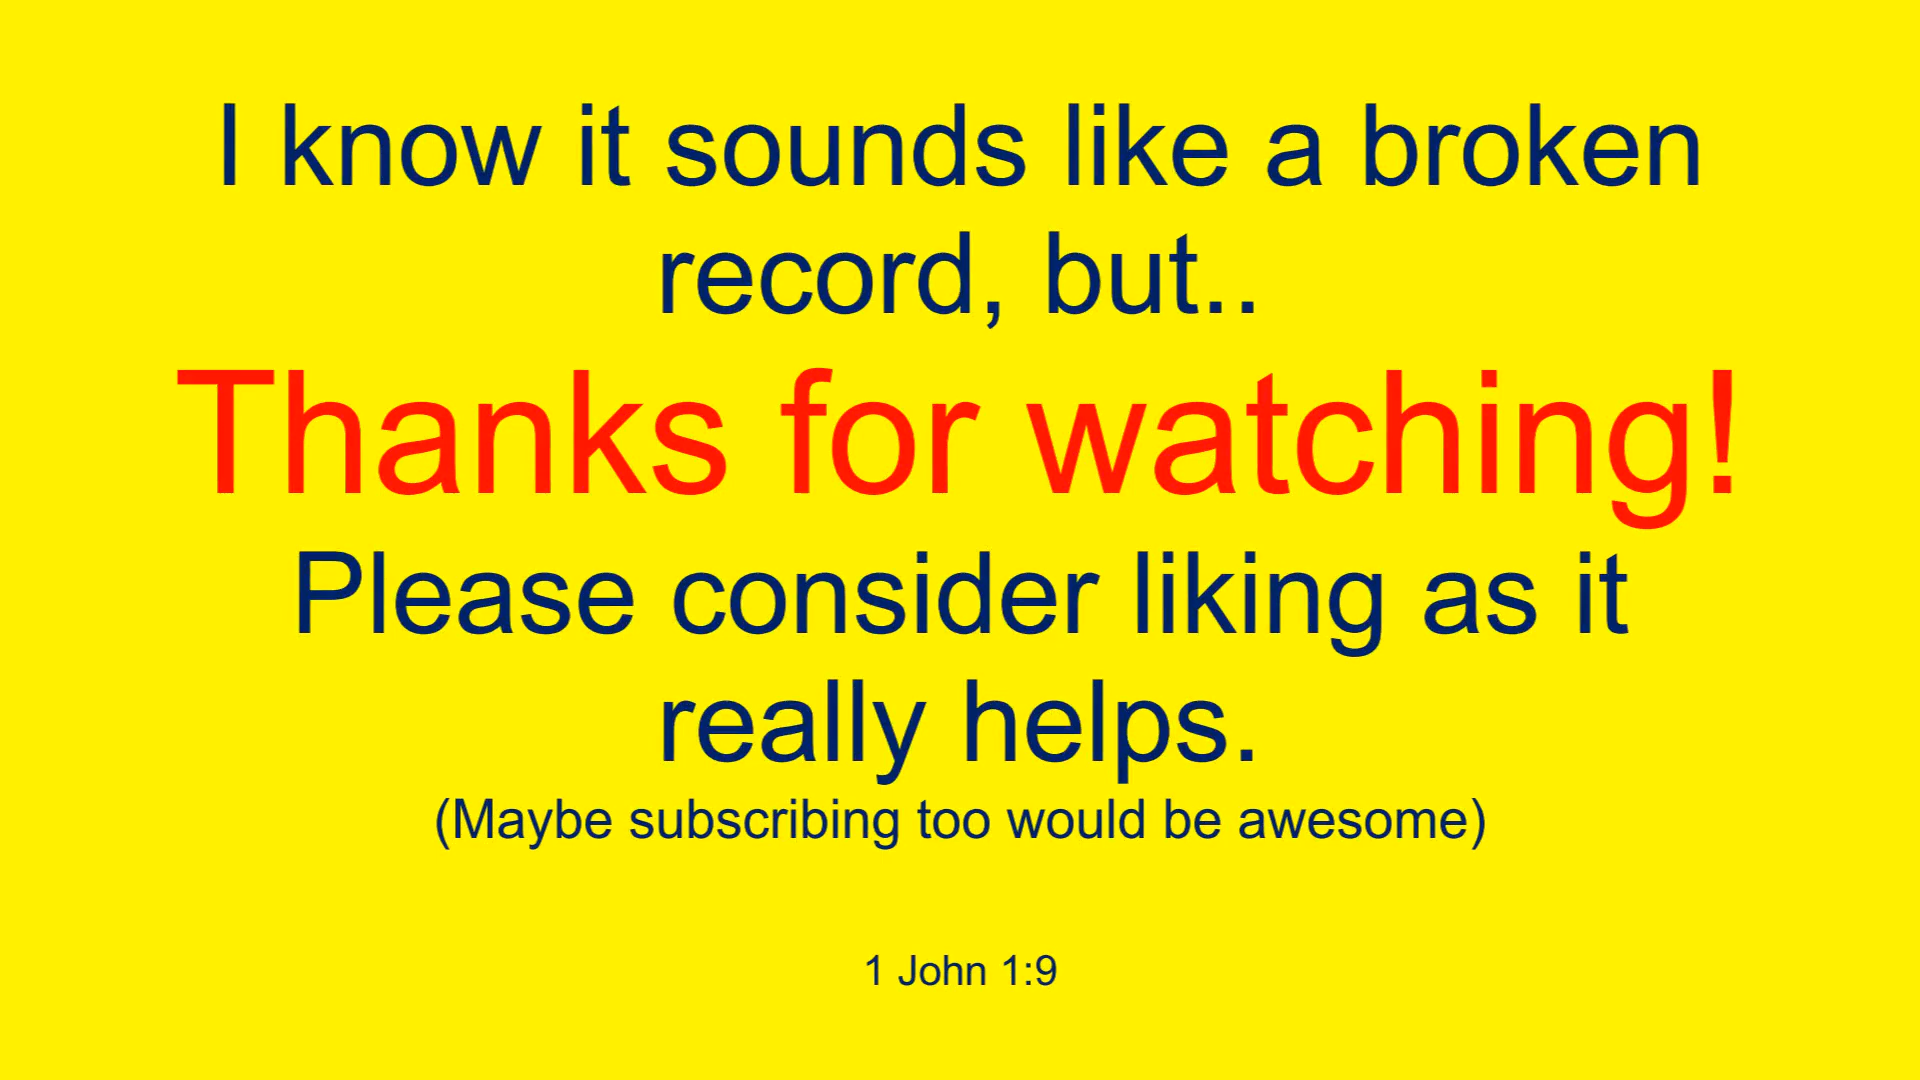 I know it sounds like a broken
record, but..
Thanks for watching!
Please consider liking as it
really helps.
(Maybe subscribing too would be awesome)
1 John 1:9